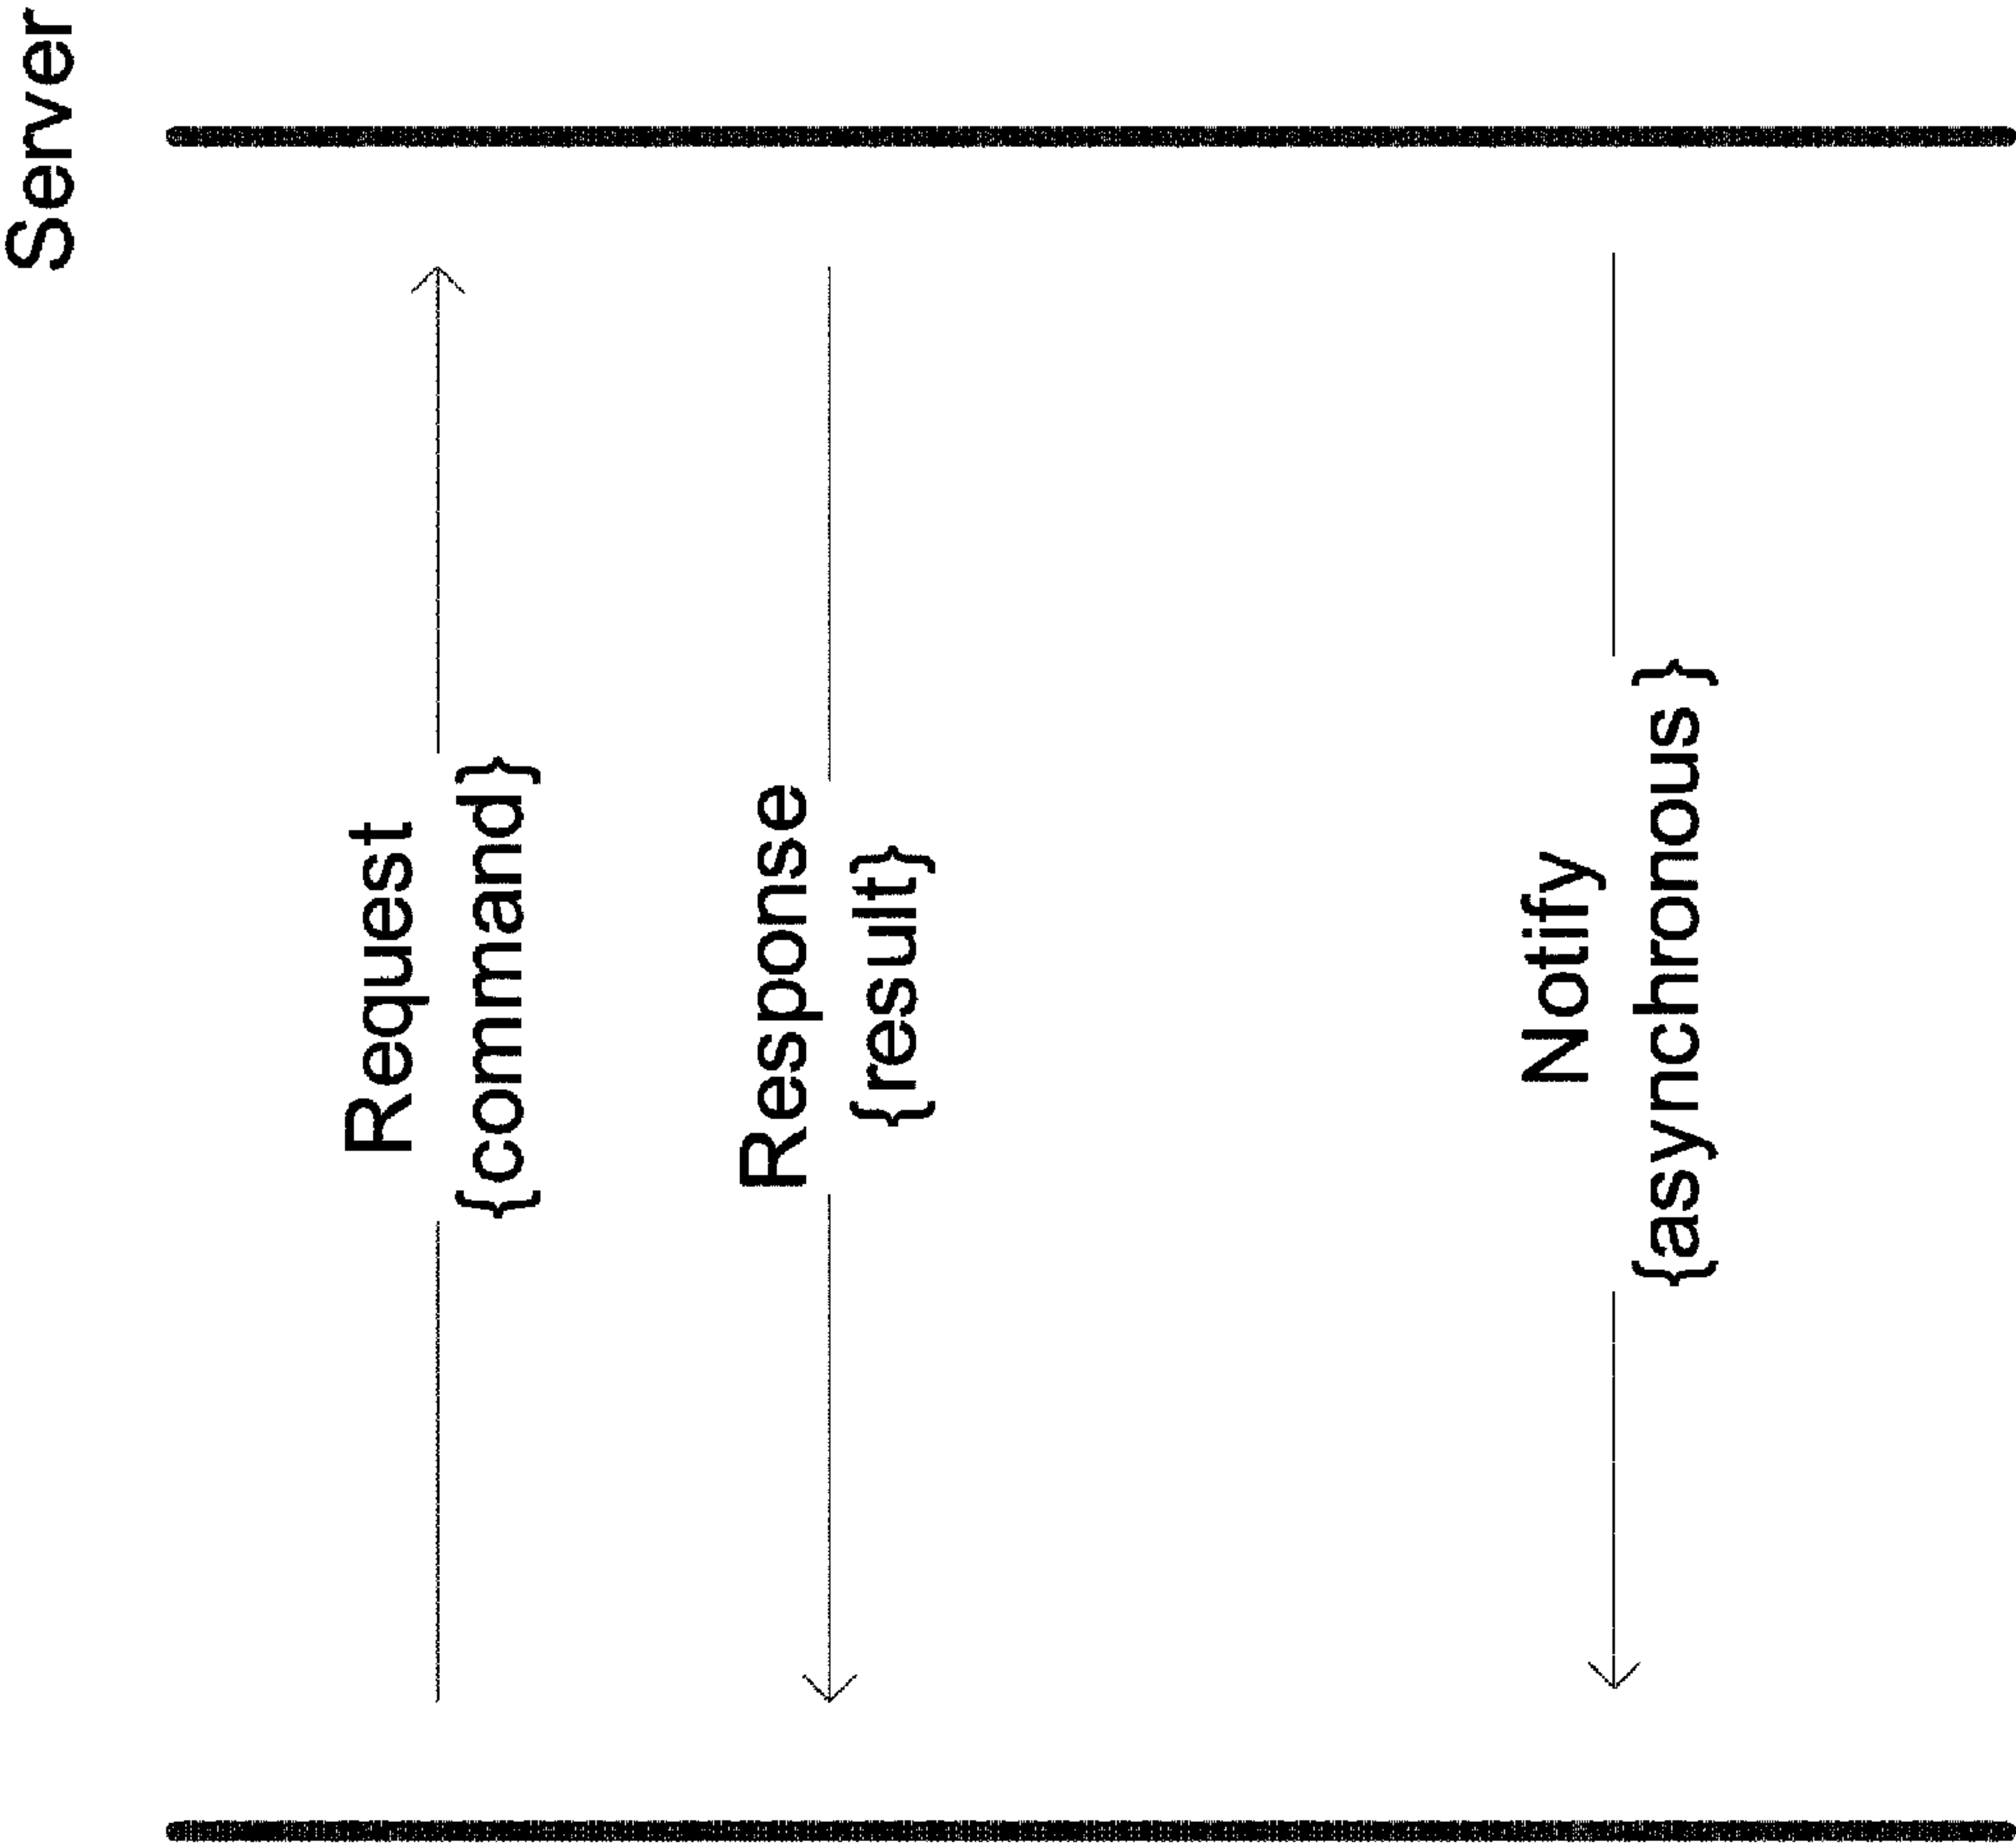 Server
Request
{command}
Response
{result}
Notify
{asynchronous}